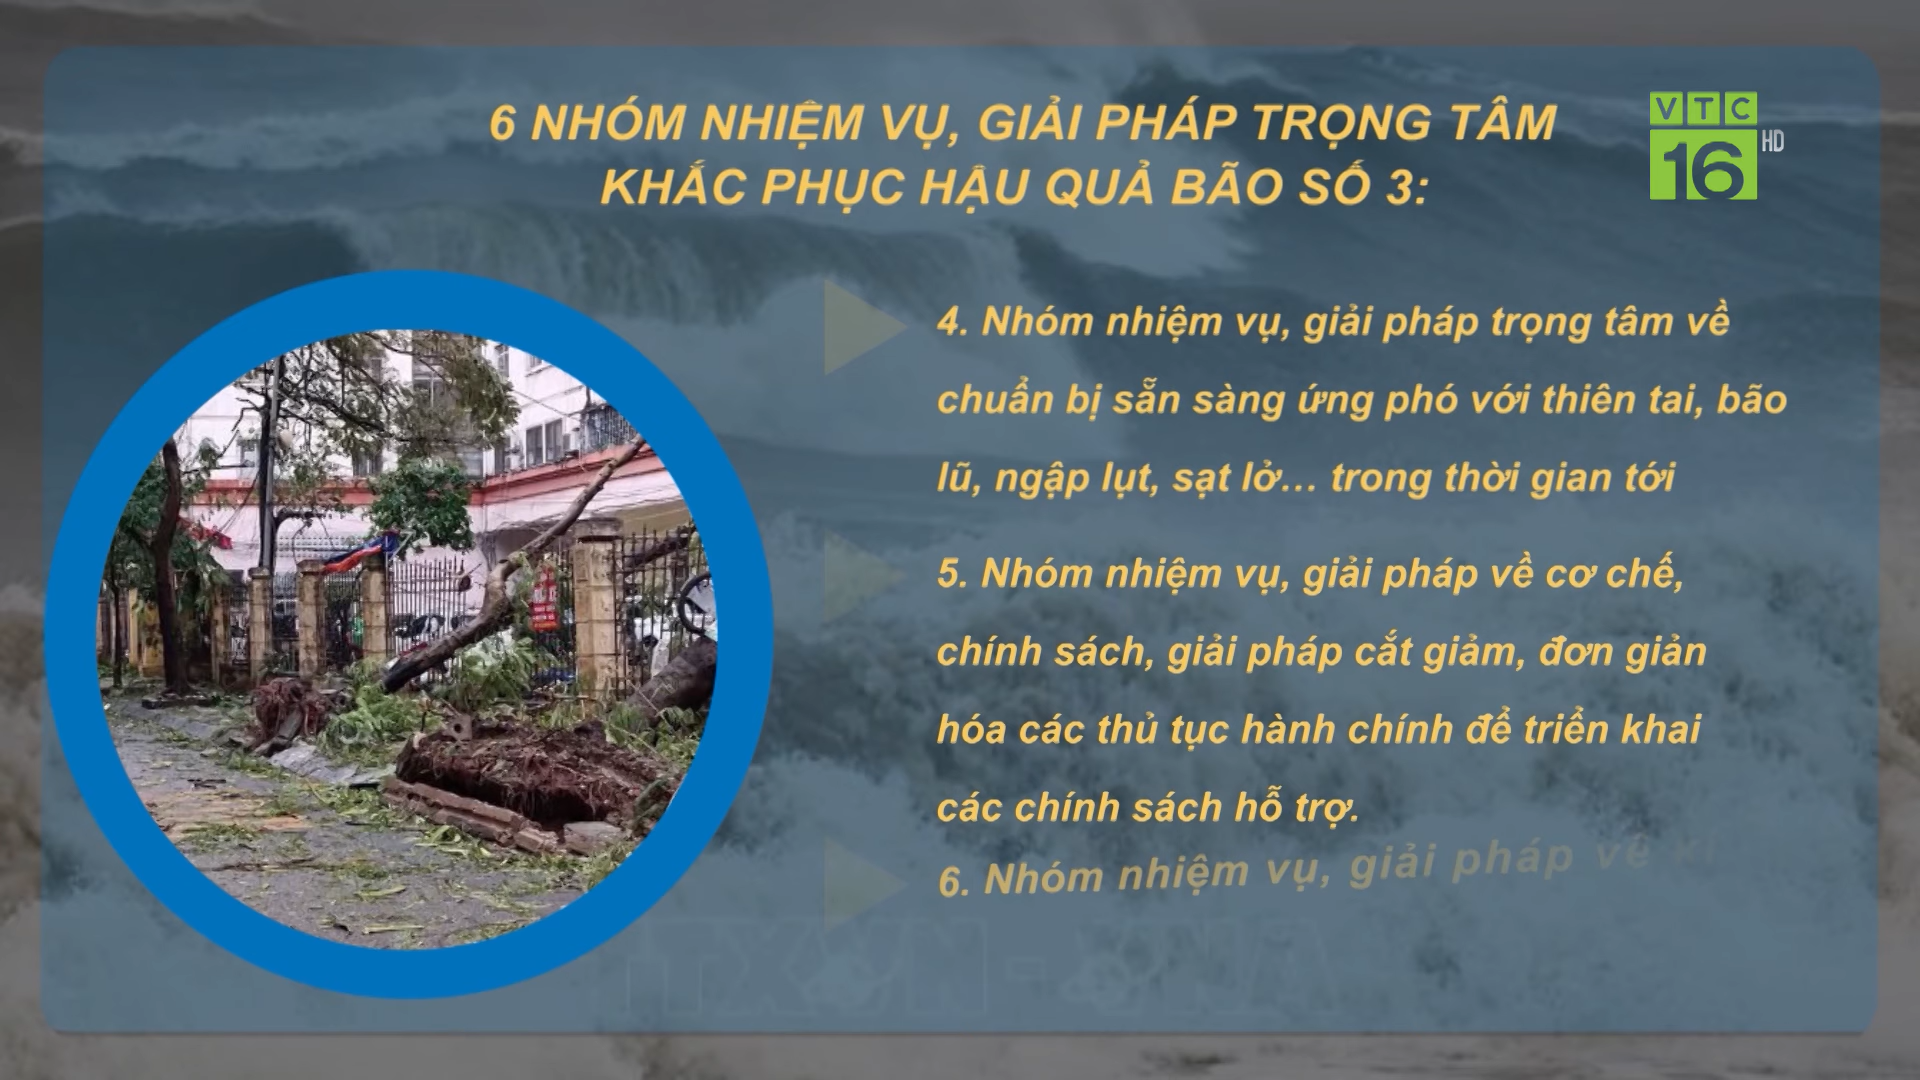 6 NHÓM NHIỆM VỤ, GIẢI PHÁP TRỌNG TÂM
KHẮC PHỤC HẬU QUẢ BÃO SỐ 3:
VTC
16 HD
4. Nhóm nhiệm vụ, giải pháp trọng tâm về
chuẩn bị sẵn sàng ứng phó với thiên tai, bão
lũ, ngập lụt, sạt lở... trong thời gian tới
5. Nhóm nhiệm vụ, giải pháp về cơ chế,
chính sách, giải pháp cắt giảm, đơn giản
hóa các thủ tục hành chính để triển khai
các chính sách hỗ trợ.
6. Nhóm nhiệm vụ, giải pháp về